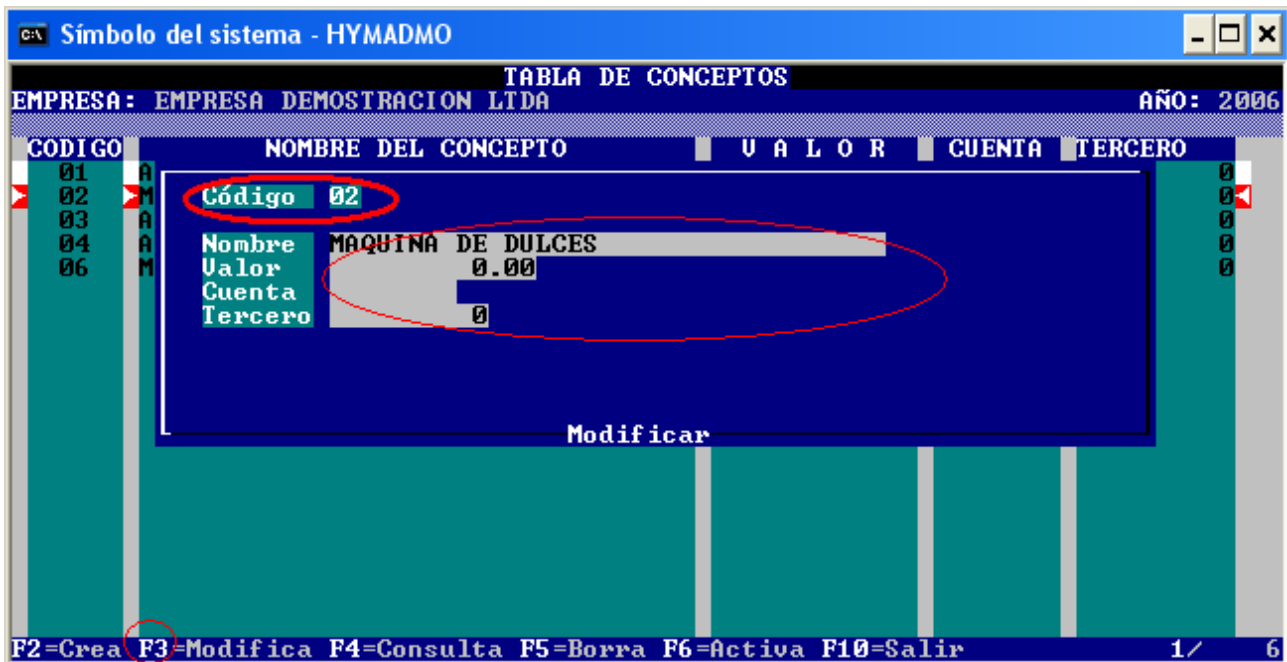 Símbolo del sistema - HYMADMO
TABLA DE CONCEPTOS
EMPRESA: EMPRESA DEMOSTRACION LTDA AÑO: 2006
CODIGO NOMBRE DEL CONCEPTO V A L O R CUENTA TERCERO
01 A 0
02 M Código 02 0
03 A 0
04 A Nombre MAQUINA DE DULCES 0
06 M Valor 0.00 0
Cuenta
Tercero 0
Modificar
F2=Crea F3=Modifica F4=Consulta F5=Borra F6=Activa F10=Salir 1/ 6